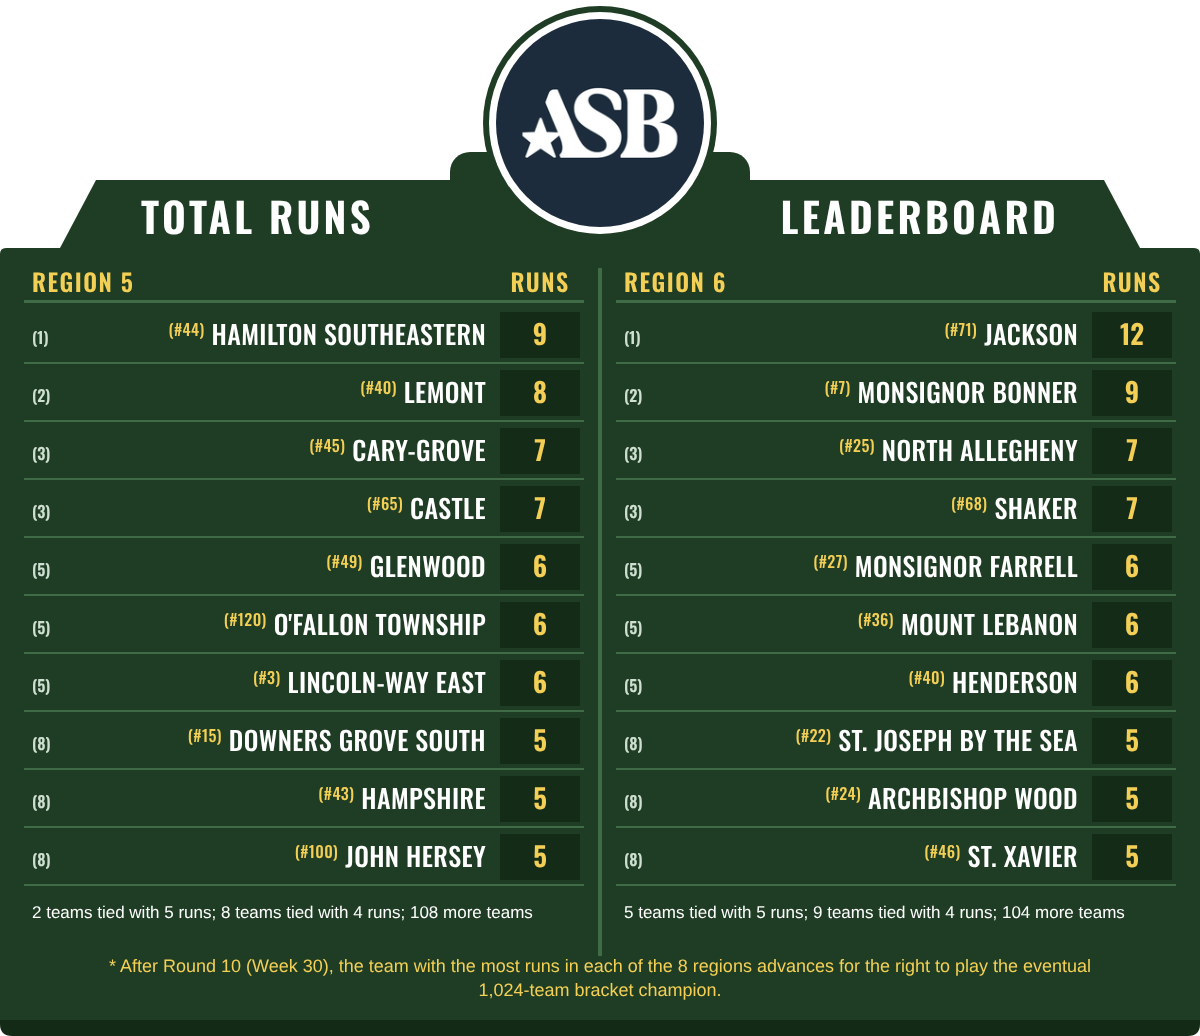 ASB
TOTAL RUNS
LEADERBOARD
REGION 5 RUNS
(1) (#44) HAMILTON SOUTHEASTERN 9
(2) (#40) LEMONT 8
(3) (#45) CARY-GROVE 7
(3) (#65) CASTLE 7
(5) (#49) GLENWOOD 6
(5) (#120) O'FALLON TOWNSHIP 6
(5) (#3) LINCOLN-WAY EAST 6
(8) (#15) DOWNERS GROVE SOUTH 5
(8) (#43) HAMPSHIRE 5
(8) (#100) JOHN HERSEY 5
2 teams tied with 5 runs; 8 teams tied with 4 runs; 108 more teams
REGION 6 RUNS
(1) (#71) JACKSON 12
(2) (#7) MONSIGNOR BONNER 9
(3) (#25) NORTH ALLEGHENY 7
(3) (#68) SHAKER 7
(5) (#27) MONSIGNOR FARRELL 6
(5) (#36) MOUNT LEBANON 6
(5) (#40) HENDERSON 6
(8) (#22) ST. JOSEPH BY THE SEA 5
(8) (#24) ARCHBISHOP WOOD 5
(8) (#46) ST. XAVIER 5
5 teams tied with 5 runs; 9 teams tied with 4 runs; 104 more teams
* After Round 10 (Week 30), the team with the most runs in each of the 8 regions advances for the right to play the eventual
1,024-team bracket champion.